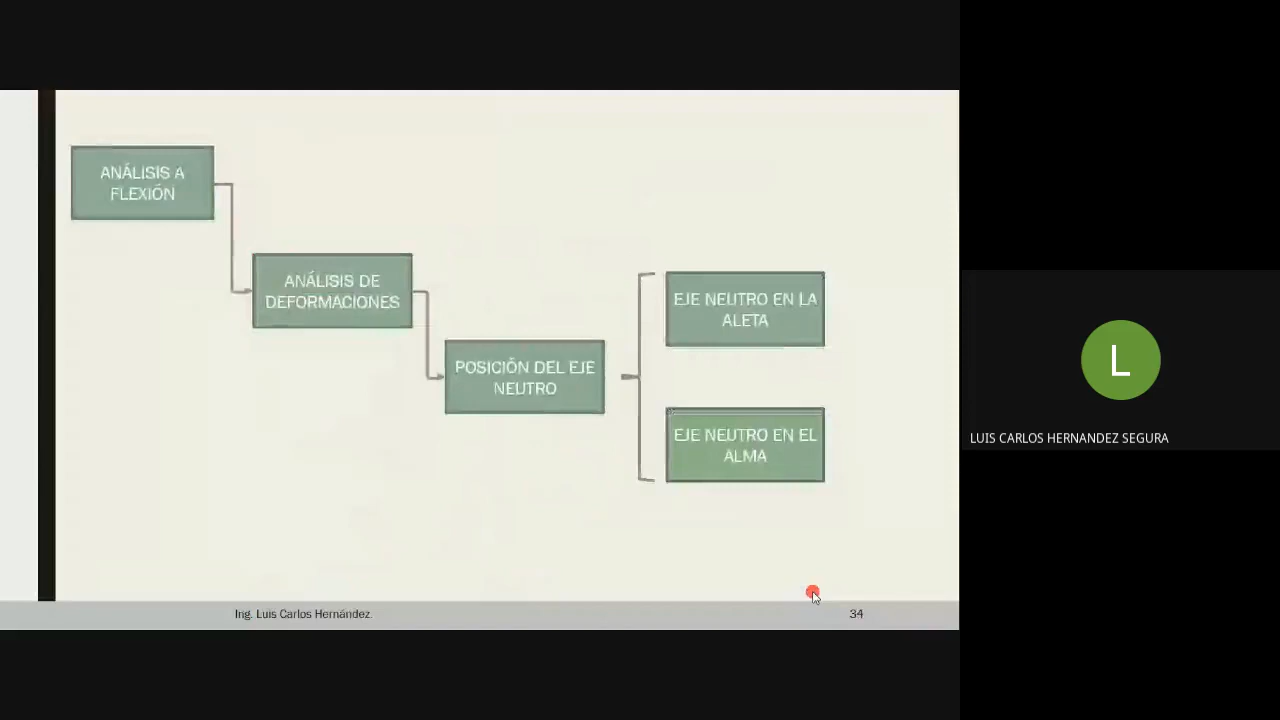 ANÁLISIS A
FLEXIÓN
ANÁLISIS DE
DEFORMACIONES
POSICIÓN DEL EJE
NEUTRO
EJE NEUTRO EN LA
ALETA
EJE NEUTRO EN EL
ALMA
Ing. Luis Carlos Hernández.
34
L
LUIS CARLOS HERNANDEZ SEGURA